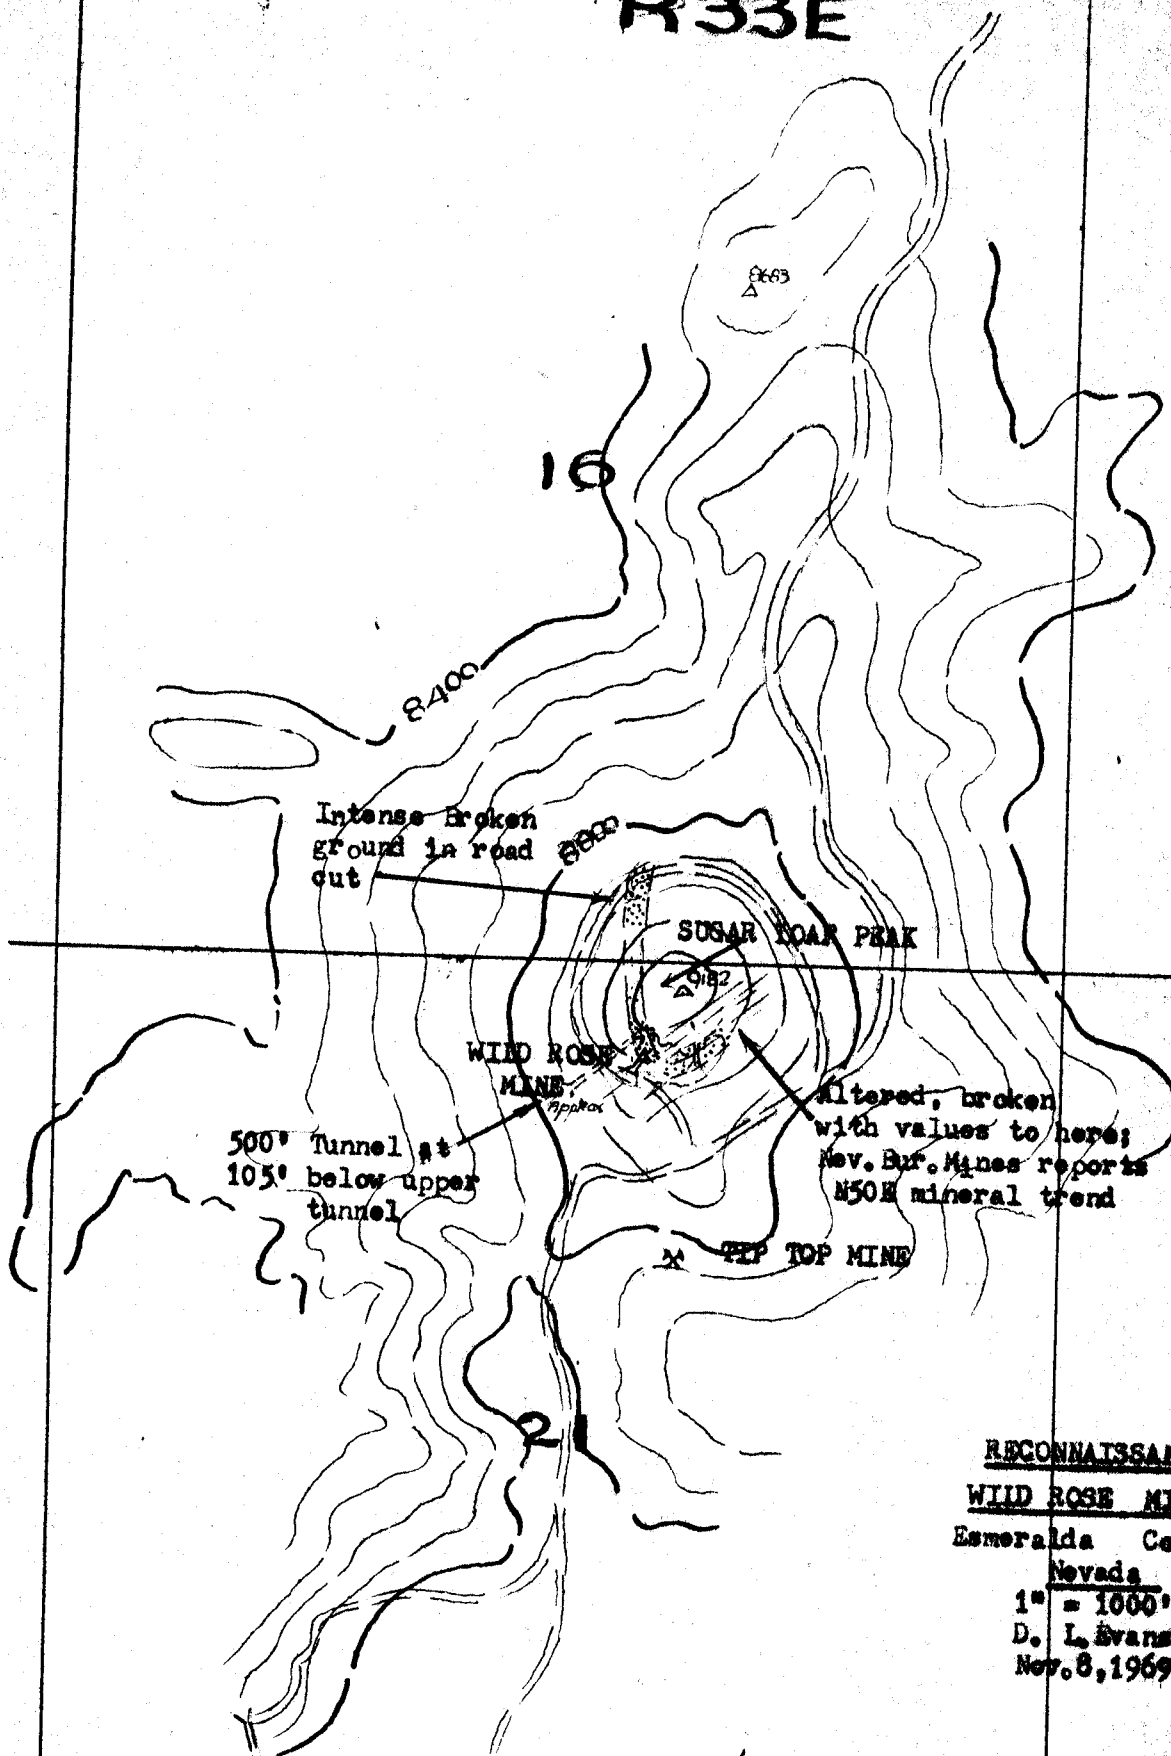 R33E
8683
16
8400
Intense Broken
ground in road
cut
8800
SUGAR LOAF PEAK
9182
WILD ROSE
MINE
Approx
500' Tunnel at
105' below upper
tunnel
Altered, broken
with values to here;
Nev. Bur. Mines reports
N50E mineral trend
TIP TOP MINE
21
RECONNAISSAN
WILD ROSE MI
Esmeralda Co
Nevada
1" = 1000'
D. L. Evans
Nov. 8, 1969